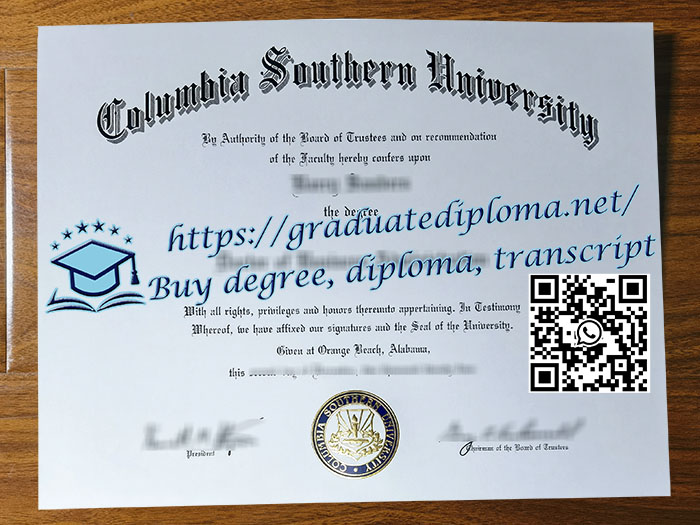 Columbia Southern University
By Authority of the Board of Trustees and on recommendation
of the Faculty hereby confers upon
the degree
https://graduatediploma.net/
Buy degree, diploma, transcript
With all rights, privileges and honors thereunto appertaining. In Testimony
Whereof, we have affixed our signatures and the Seal of the University.
Given at Orange Beach, Alabama,
this
COLUMBIA SOUTHERN UNIVERSITY
President
Chairman of the Board of Trustees